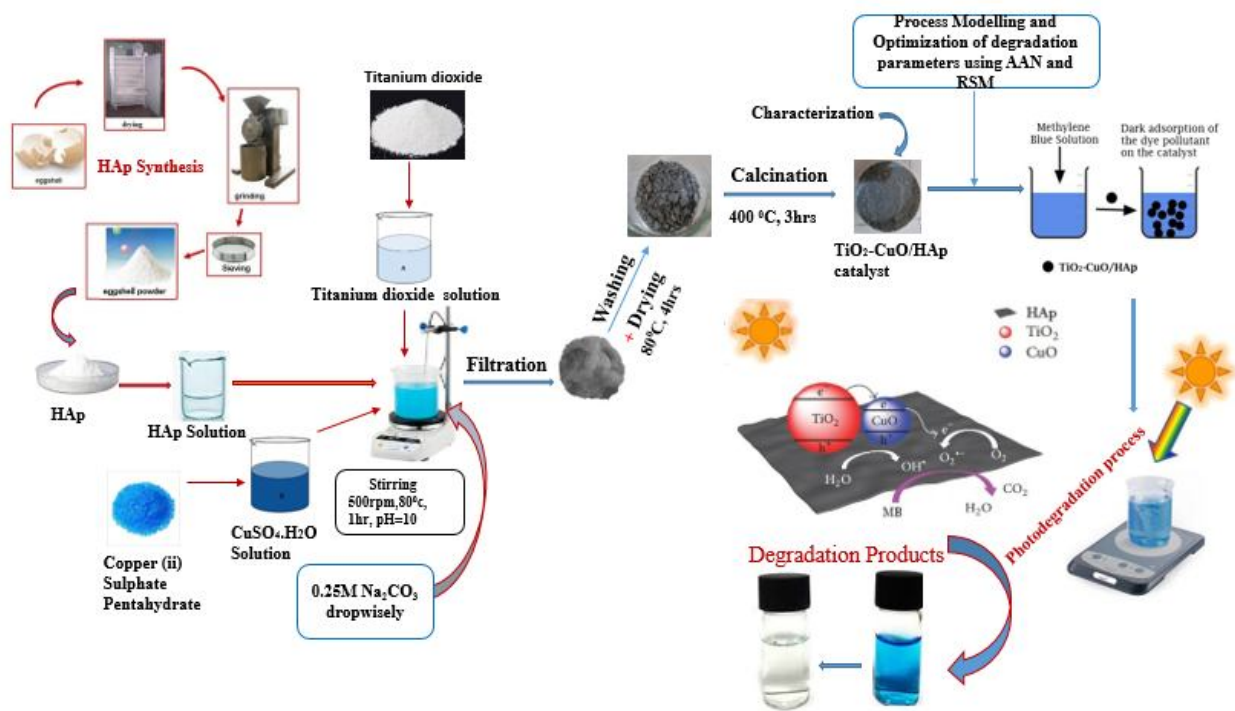 drying
eggshell
HAp Synthesis
grinding
Sieving
eggshell powder
HAp
HAp Solution
Copper (ii)
Sulphate
Pentahydrate
B
CuSO₄.H2O
Solution
Titanium dioxide
A
Titanium dioxide solution
Stirring
500rpm,80⁰c,
1hr, pH=10
0.25M Na₂CO₃
dropwisely
Filtration
Washing
+ Drying
80⁰C, 4hrs
Calcination
400 ⁰C, 3hrs
Characterization
TiO₂-CuO/HAp
catalyst
Process Modelling and
Optimization of degradation
parameters using AAN and
RSM
Methylene
Blue Solution
Dark adsorption of
the dye pollutant
on the catalyst
TiO₂-CuO/HAp
HAp
TiO₂
CuO
e⁻
TiO₂
h⁺
e⁻
CuO
h⁺
e⁻
H₂O
OH•
O₂•⁻
O₂
MB
H₂O
CO₂
Photodegradation process
Degradation Products